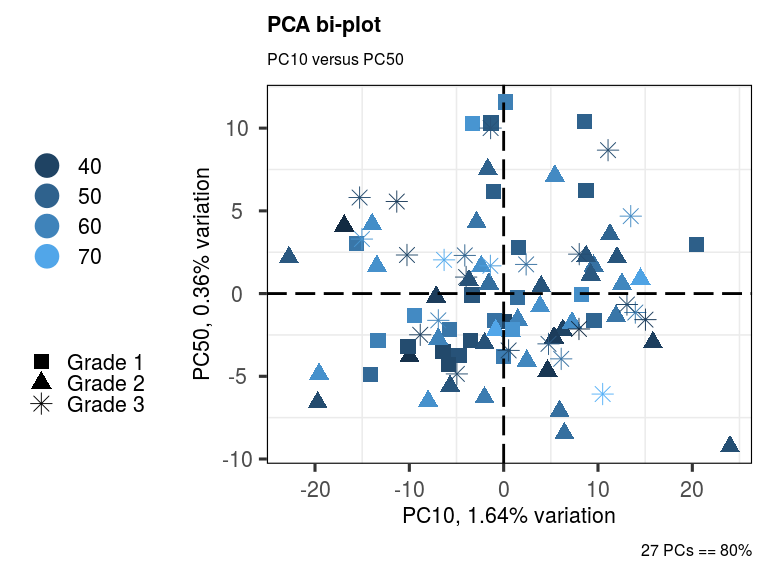 PCA bi-plot
PC10 versus PC50
40
50
60
70
Grade 1
Grade 2
Grade 3
PC50, 0.36% variation
10
5
0
-5
-10
-20
-10
0
10
20
PC10, 1.64% variation
27 PCs == 80%